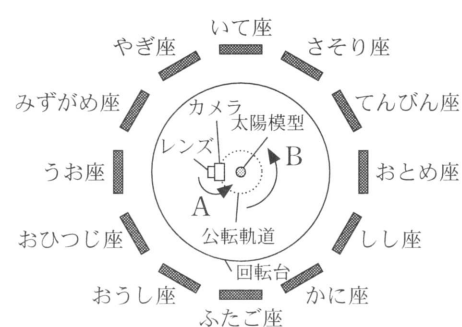 いて座
やぎ座
さそり座
みずがめ座
カメラ
太陽模型
てんびん座
レンズ
B
うお座
おとめ座
A
公転軌道
おひつじ座
しし座
回転台
おうし座
かに座
ふたご座